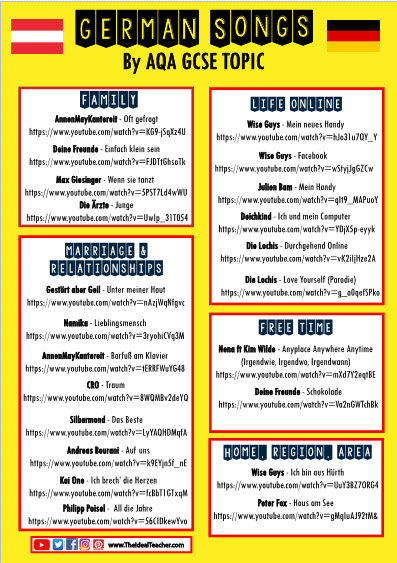 GERMAN SONGS
By AQA GCSE TOPIC
FAMILY
AnnenMayKantereit - Oft gefragt
https://www.youtube.com/watch?v=KG9-jSqXz4U
Deine Freunde - Einfach klein sein
https://www.youtube.com/watch?v=FJDTtGhsoTk
Max Giesinger - Wenn sie tanzt
https://www.youtube.com/watch?v=5PST7Ld4wWU
Die Ärzte - Junge
https://www.youtube.com/watch?v=Uwlp_31T0S4
MARRIAGE &
RELATIONSHIPS
Gestört aber Geil - Unter meiner Haut
https://www.youtube.com/watch?v=nAzjWqNfgvc
Namika - Lieblingsmensch
https://www.youtube.com/watch?v=3ryohiCVq3M
AnnenMayKantereit - Barfuß am Klavier
https://www.youtube.com/watch?v=tERRFWuYG48
CRO - Traum
https://www.youtube.com/watch?v=8WQMBv2deYQ
Silbermond - Das Beste
https://www.youtube.com/watch?v=LyYAQHDMqfA
Andreas Bourani - Auf uns
https://www.youtube.com/watch?v=k9EYjn5f_nE
Kai One - Ich brech' die Herzen
https://www.youtube.com/watch?v=fcBbT1GTxqM
Philipp Poisel - All die Jahre
https://www.youtube.com/watch?v=56CIDkewYvo
www.TheIdealTeacher.com
LIFE ONLINE
Wise Guys - Mein neues Handy
https://www.youtube.com/watch?v=hJo31u7QY_Y
Wise Guys - Facebook
https://www.youtube.com/watch?v=wStyjJgGZCw
Julien Bam - Mein Handy
https://www.youtube.com/watch?v=qIt9_MAPuoY
Deichkind - Ich und mein Computer
https://www.youtube.com/watch?v=YDjX5p-eyyk
Die Lochis - Durchgehend Online
https://www.youtube.com/watch?v=vK2iIjHze2A
Die Lochis - Love Yourself (Parodie)
https://www.youtube.com/watch?v=g_a0qefSPko
FREE TIME
Nena ft Kim Wilde - Anyplace Anywhere Anytime
(Irgendwie, Irgendwo, Irgendwann)
https://www.youtube.com/watch?v=mXd7Y2eqtBE
Deine Freunde - Schokolade
https://www.youtube.com/watch?v=Va2nGWTchBk
HOME, REGION, AREA
Wise Guys - Ich bin aus Hürth
https://www.youtube.com/watch?v=UuY3BZ7ORG4
Peter Fox - Haus am See
https://www.youtube.com/watch?v=gMqIuAJ92tM&